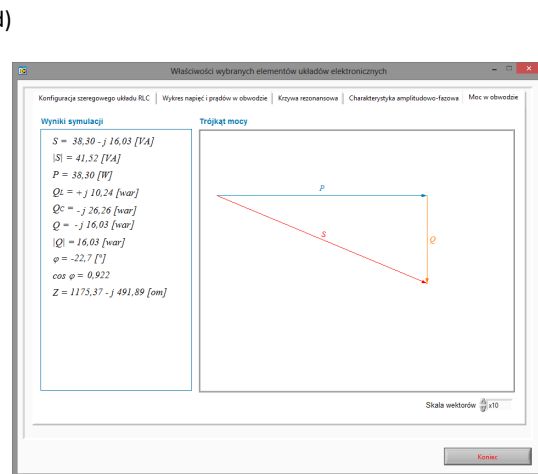 d)
Właściwości wybranych elementów układów elektronicznych
Konfiguracja szeregowego układu RLC
Wykres napięć i prądów w obwodzie
Krzywa rezonansowa
Charakterystyka amplitudowo-fazowa
Moc w obwodzie
Wyniki symulacji
S = 38,30 - j 16,03 [VA]
|S| = 41,52 [VA]
P = 38,30 [W]
QL = + j 10,24 [war]
QC = - j 26,26 [war]
Q = - j 16,03 [war]
|Q| = 16,03 [war]
φ = -22,7 [°]
cos φ = 0,922
Z = 1175,37 - j 491,89 [om]
Trójkąt mocy
P
S
Q
Skala wektorów x10
Koniec